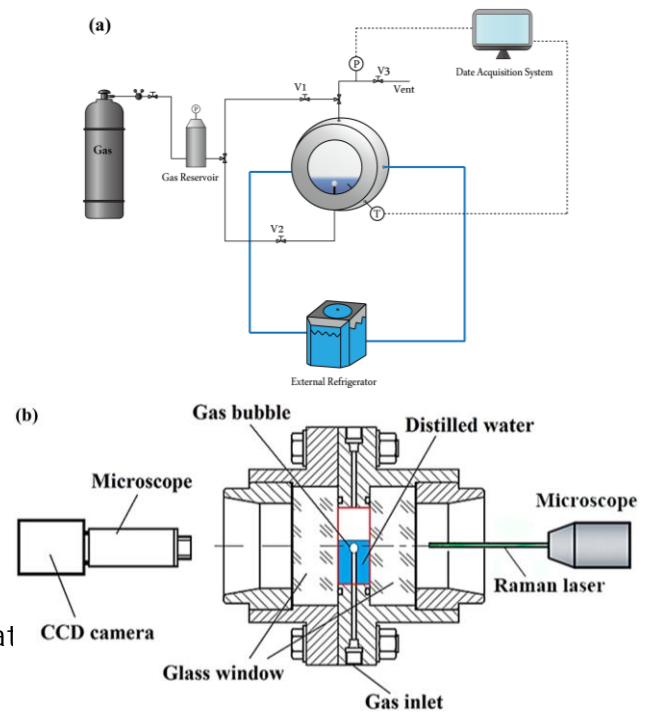 (a)
P
V3
Vent
Date Acquisition System
V1
P
Gas
Gas Reservoir
T
V2
External Refrigerator
(b)
Gas bubble
Distilled water
Microscope
Microscope
Raman laser
at
CCD camera
Glass window
Gas inlet